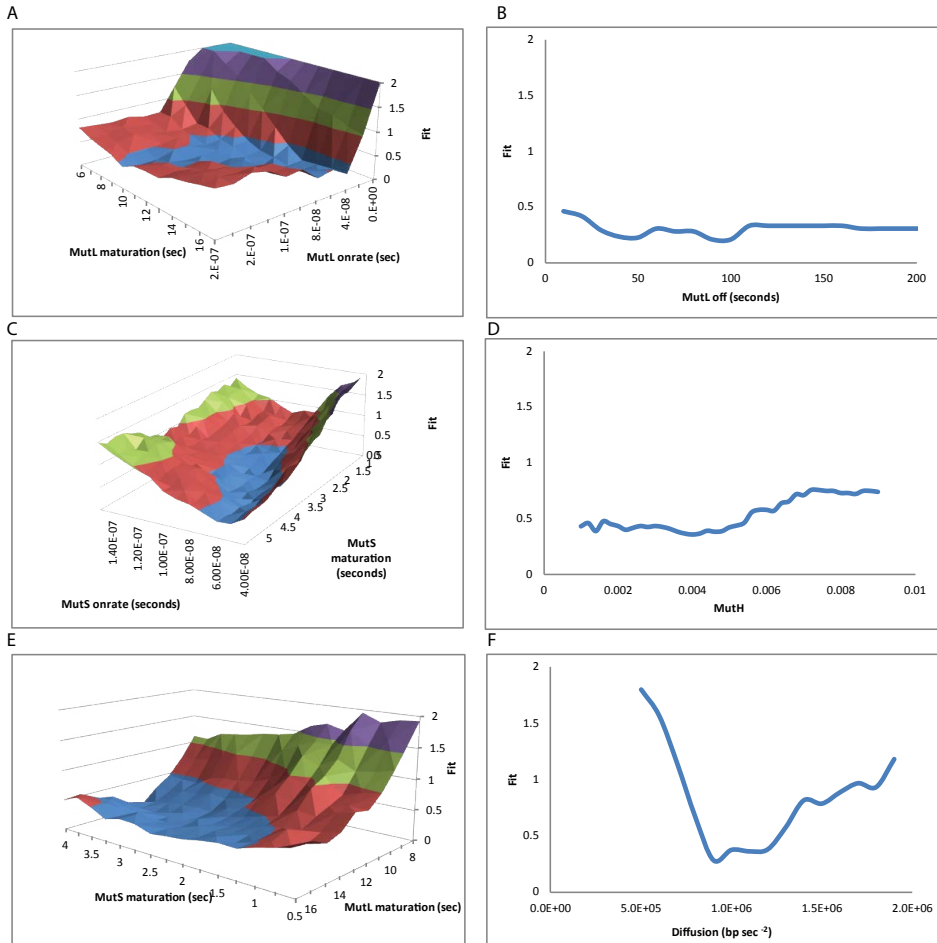 A
2
1.5
1
0.5
0
Fit
6
8
10
12
14
16
MutL maturation (sec)
2.E-07
2.E-07
1.E-07
8.E-08
4.E-08
0.E+00
MutL onrate (sec)
B
2
1.5
1
0.5
0
Fit
0 50 100 150 200
MutL off (seconds)
C
2
1.5
1
0.5
0
Fit
0.5
1
1.5
2
2.5
3
3.5
4
4.5
5
MutS
maturation
(seconds)
1.40E-07
1.20E-07
1.00E-07
8.00E-08
6.00E-08
4.00E-08
MutS onrate (seconds)
D
2
1.5
1
0.5
0
Fit
0 0.002 0.004 0.006 0.008 0.01
MutH
E
2
1.5
1
0.5
0
Fit
4
3.5
3
2.5
2
1.5
1
0.5
MutS maturation (sec)
8
10
12
14
16
MutL maturation (sec)
F
2
1.5
1
0.5
0
Fit
0.0E+00 5.0E+05 1.0E+06 1.5E+06 2.0E+06
Diffusion (bp sec -2)